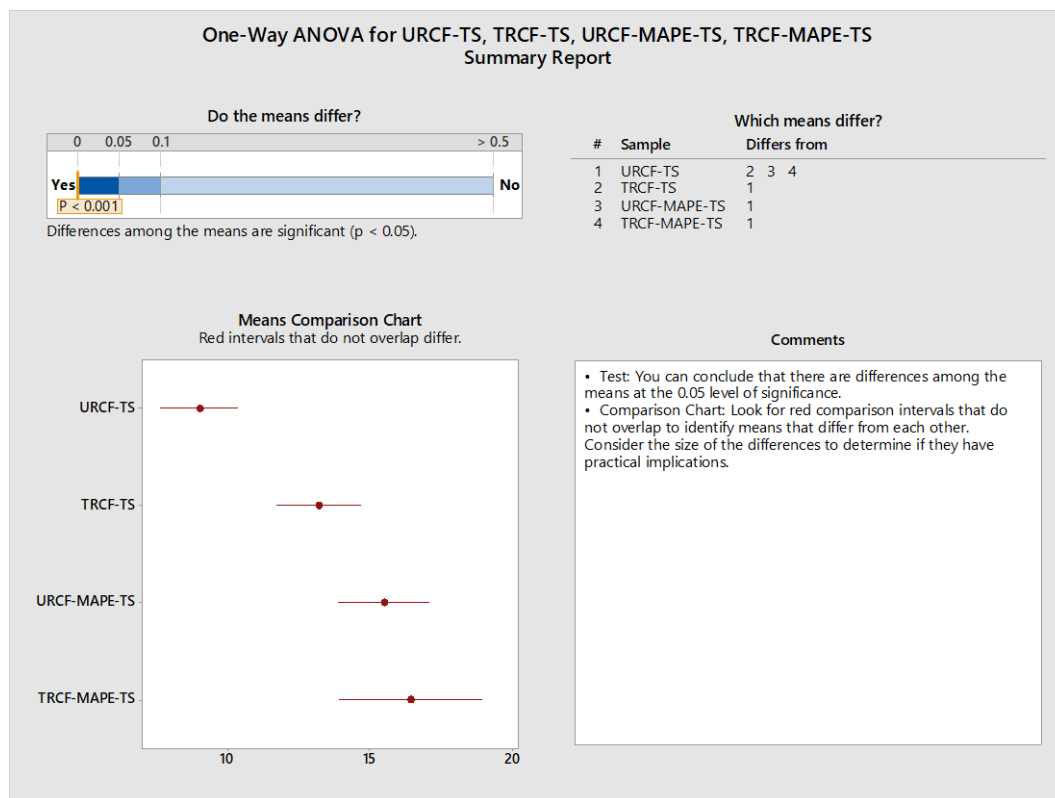 One-Way ANOVA for URCF-TS, TRCF-TS, URCF-MAPE-TS, TRCF-MAPE-TS
Summary Report
Do the means differ?
0 0.05 0.1 > 0.5
Yes No
P < 0.001
Differences among the means are significant (p < 0.05).
Which means differ?
# Sample Differs from
1 URCF-TS 2 3 4
2 TRCF-TS 1
3 URCF-MAPE-TS 1
4 TRCF-MAPE-TS 1
Means Comparison Chart
Red intervals that do not overlap differ.
URCF-TS
TRCF-TS
URCF-MAPE-TS
TRCF-MAPE-TS
10 15 20
Comments
• Test: You can conclude that there are differences among the
means at the 0.05 level of significance.
• Comparison Chart: Look for red comparison intervals that do
not overlap to identify means that differ from each other.
Consider the size of the differences to determine if they have
practical implications.